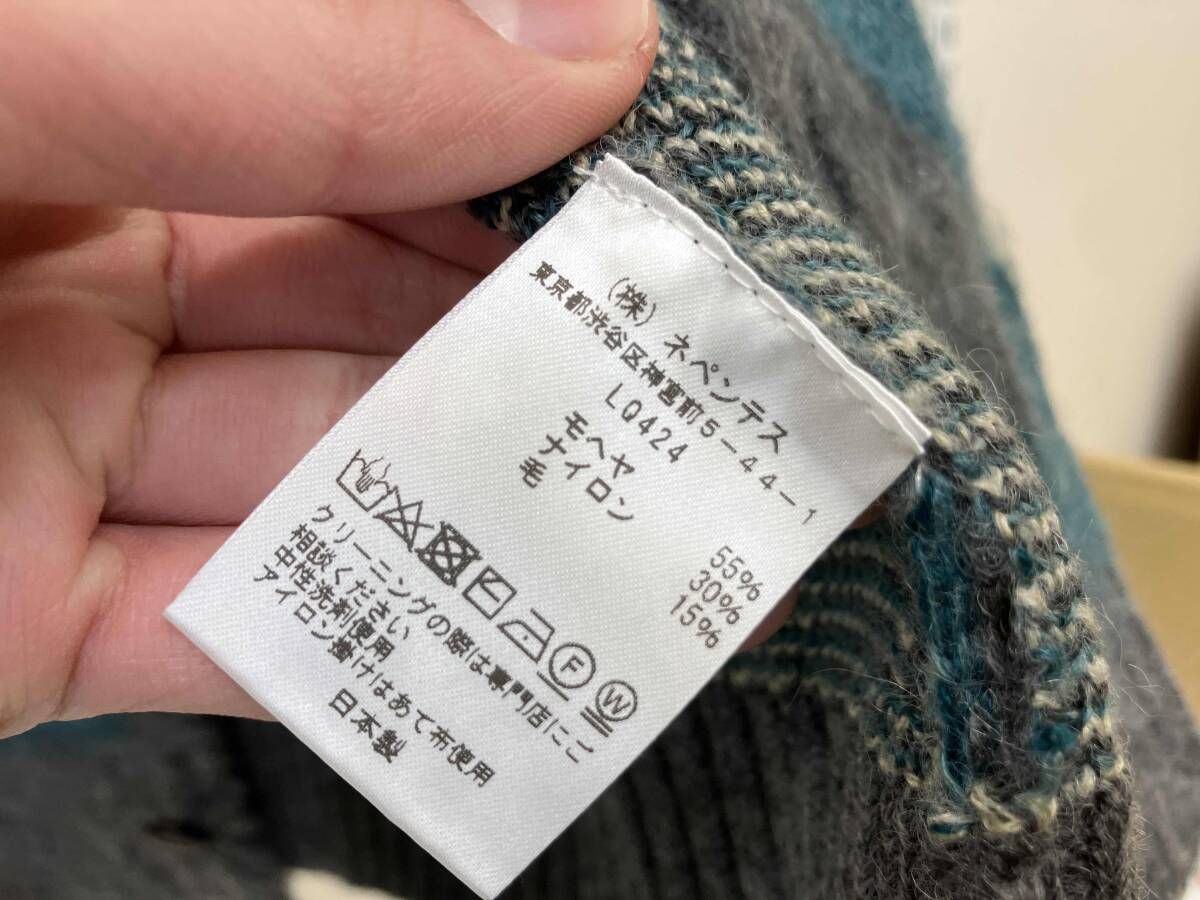 (株) ネペンテス
東京都渋谷区神宮前5-44-1
LQ424
モヘヤ 55%
ナイロン 30%
毛 15%
F W
クリーニングの際は専門店にご
相談ください
中性洗剤使用
アイロン掛けはあて布使用
日本製